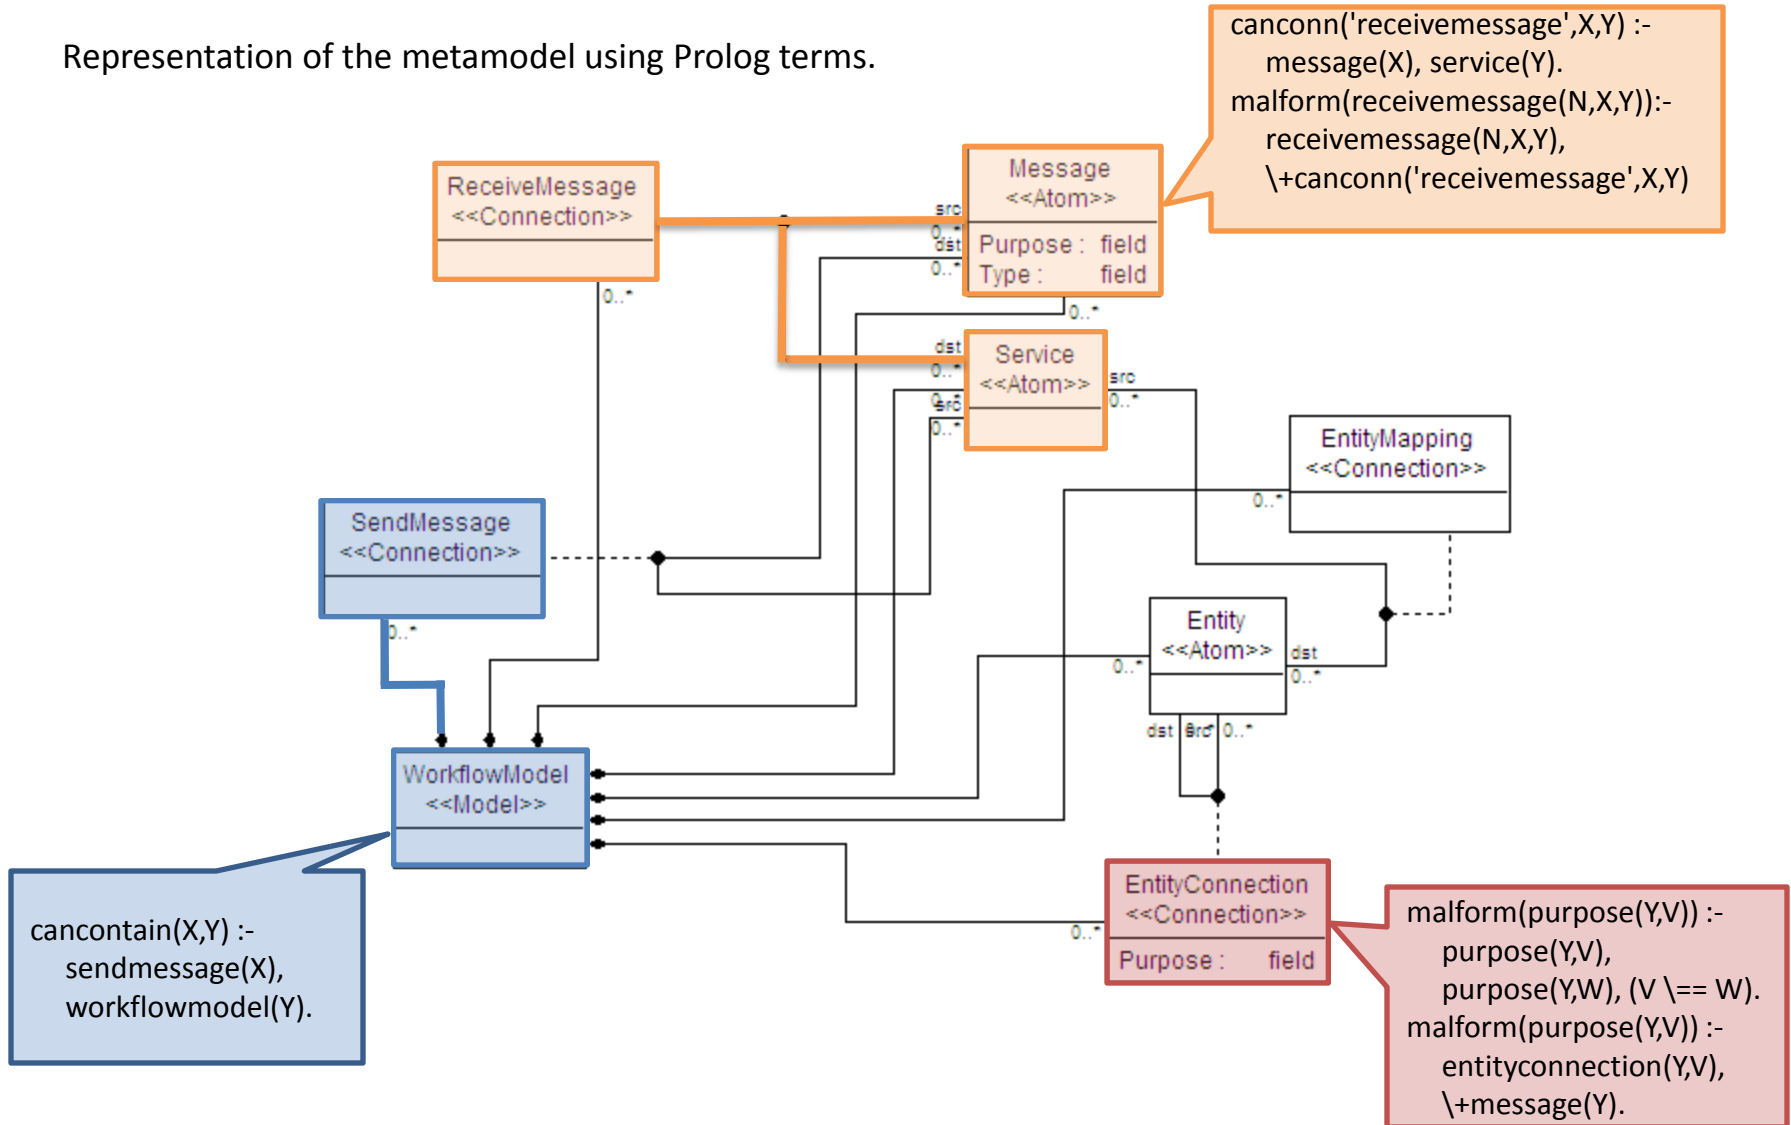 Representation of the metamodel using Prolog terms.
canconn('receivemessage',X,Y) :-
message(X), service(Y).
malform(receivemessage(N,X,Y)):-
receivemessage(N,X,Y),
\+canconn('receivemessage',X,Y)
ReceiveMessage
<<Connection>>
0..*
Message
<<Atom>>
Purpose : field
Type : field
src
0..*
dst
0..*
0..*
Service
<<Atom>>
dst
0..*
0..*
src
0..*
src
0..*
EntityMapping
<<Connection>>
0..*
SendMessage
<<Connection>>
0..*
Entity
<<Atom>>
0..*
dst
0..*
dst
src
0..*
WorkflowModel
<<Model>>
EntityConnection
<<Connection>>
Purpose : field
0..*
cancontain(X,Y) :-
sendmessage(X),
workflowmodel(Y).
malform(purpose(Y,V)) :-
purpose(Y,V),
purpose(Y,W), (V \== W).
malform(purpose(Y,V)) :-
entityconnection(Y,V),
\+message(Y).